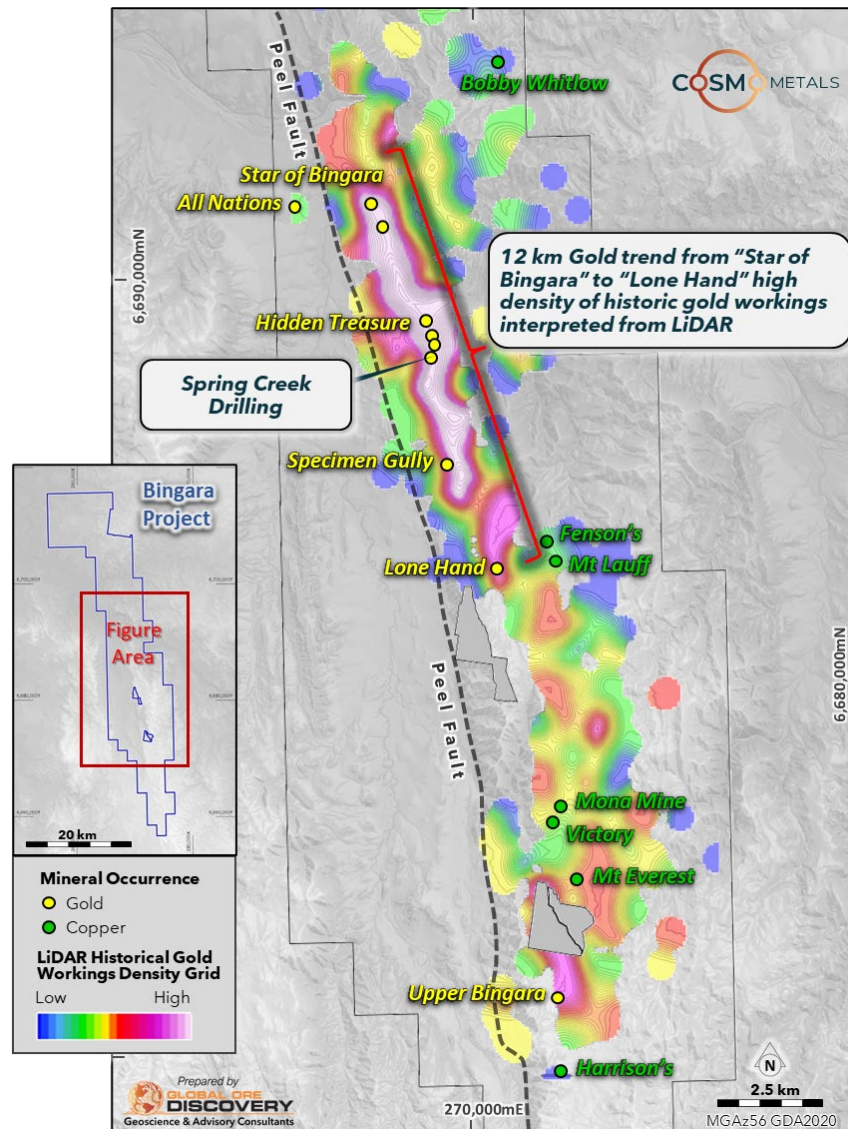 COSMO METALS
Peel Fault
Bobby Whitlow
Star of Bingara
All Nations
6,690,000mN
12 km Gold trend from “Star of
Bingara” to “Lone Hand” high
density of historic gold workings
interpreted from LiDAR
Hidden Treasure
Spring Creek
Drilling
Specimen Gully
Fenson's
Mt Lauff
Lone Hand
Peel Fault
6,680,000mN
Mona Mine
Victory
Mt Everest
Upper Bingara
Harrison's
Bingara
Project
Figure
Area
20 km
Mineral Occurrence
Gold
Copper
LiDAR Historical Gold
Workings Density Grid
Low High
Prepared by
GLOBAL ORE
DISCOVERY
Geoscience & Advisory Consultants
270,000mE
N
2.5 km
MGAz56 GDA2020